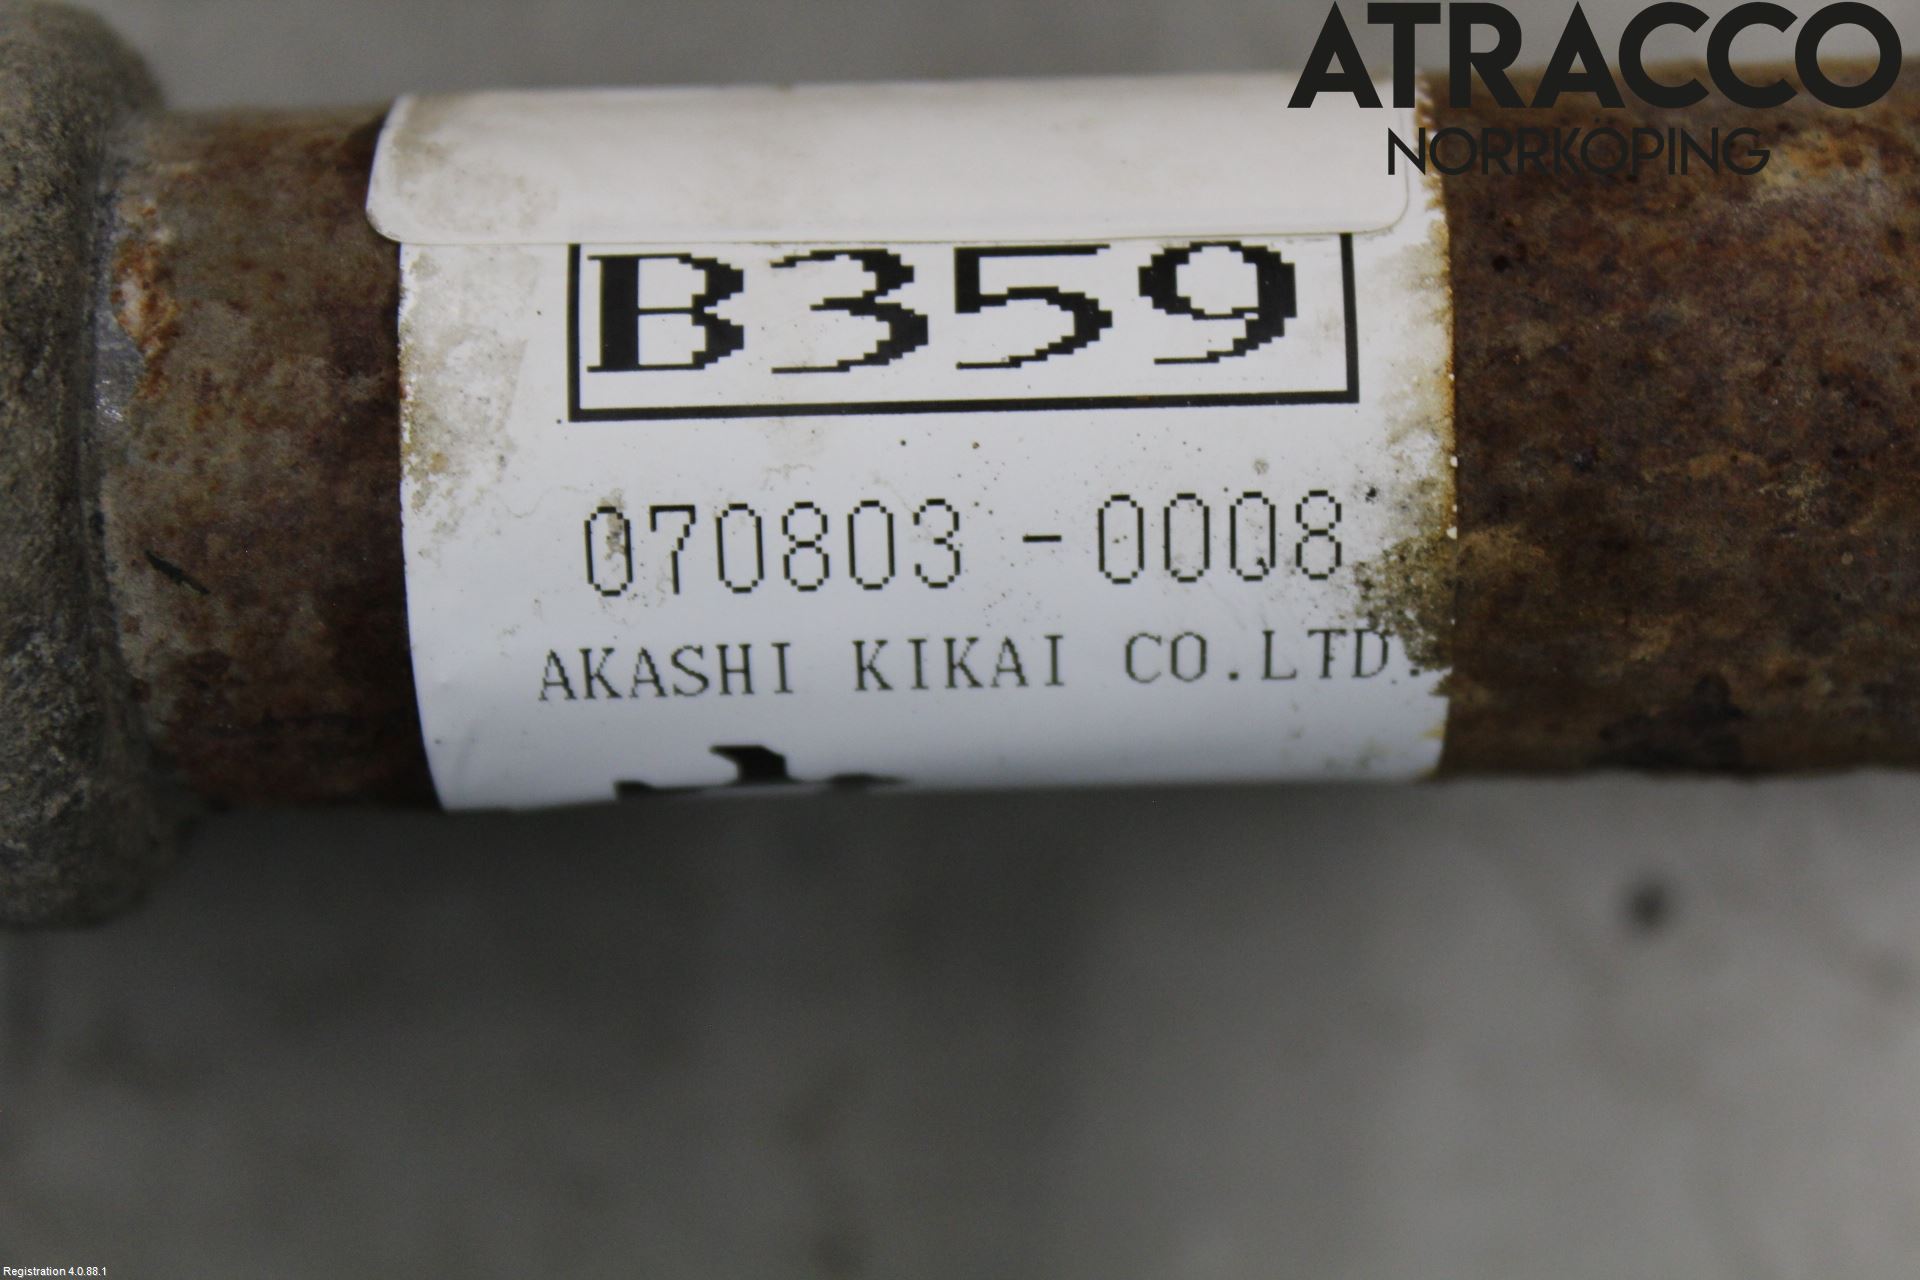 ATRACCO
NORRKÖPING
B359
070803-0008
AKASHI KIKAI CO.LTD.
Registration 4.0.88.1